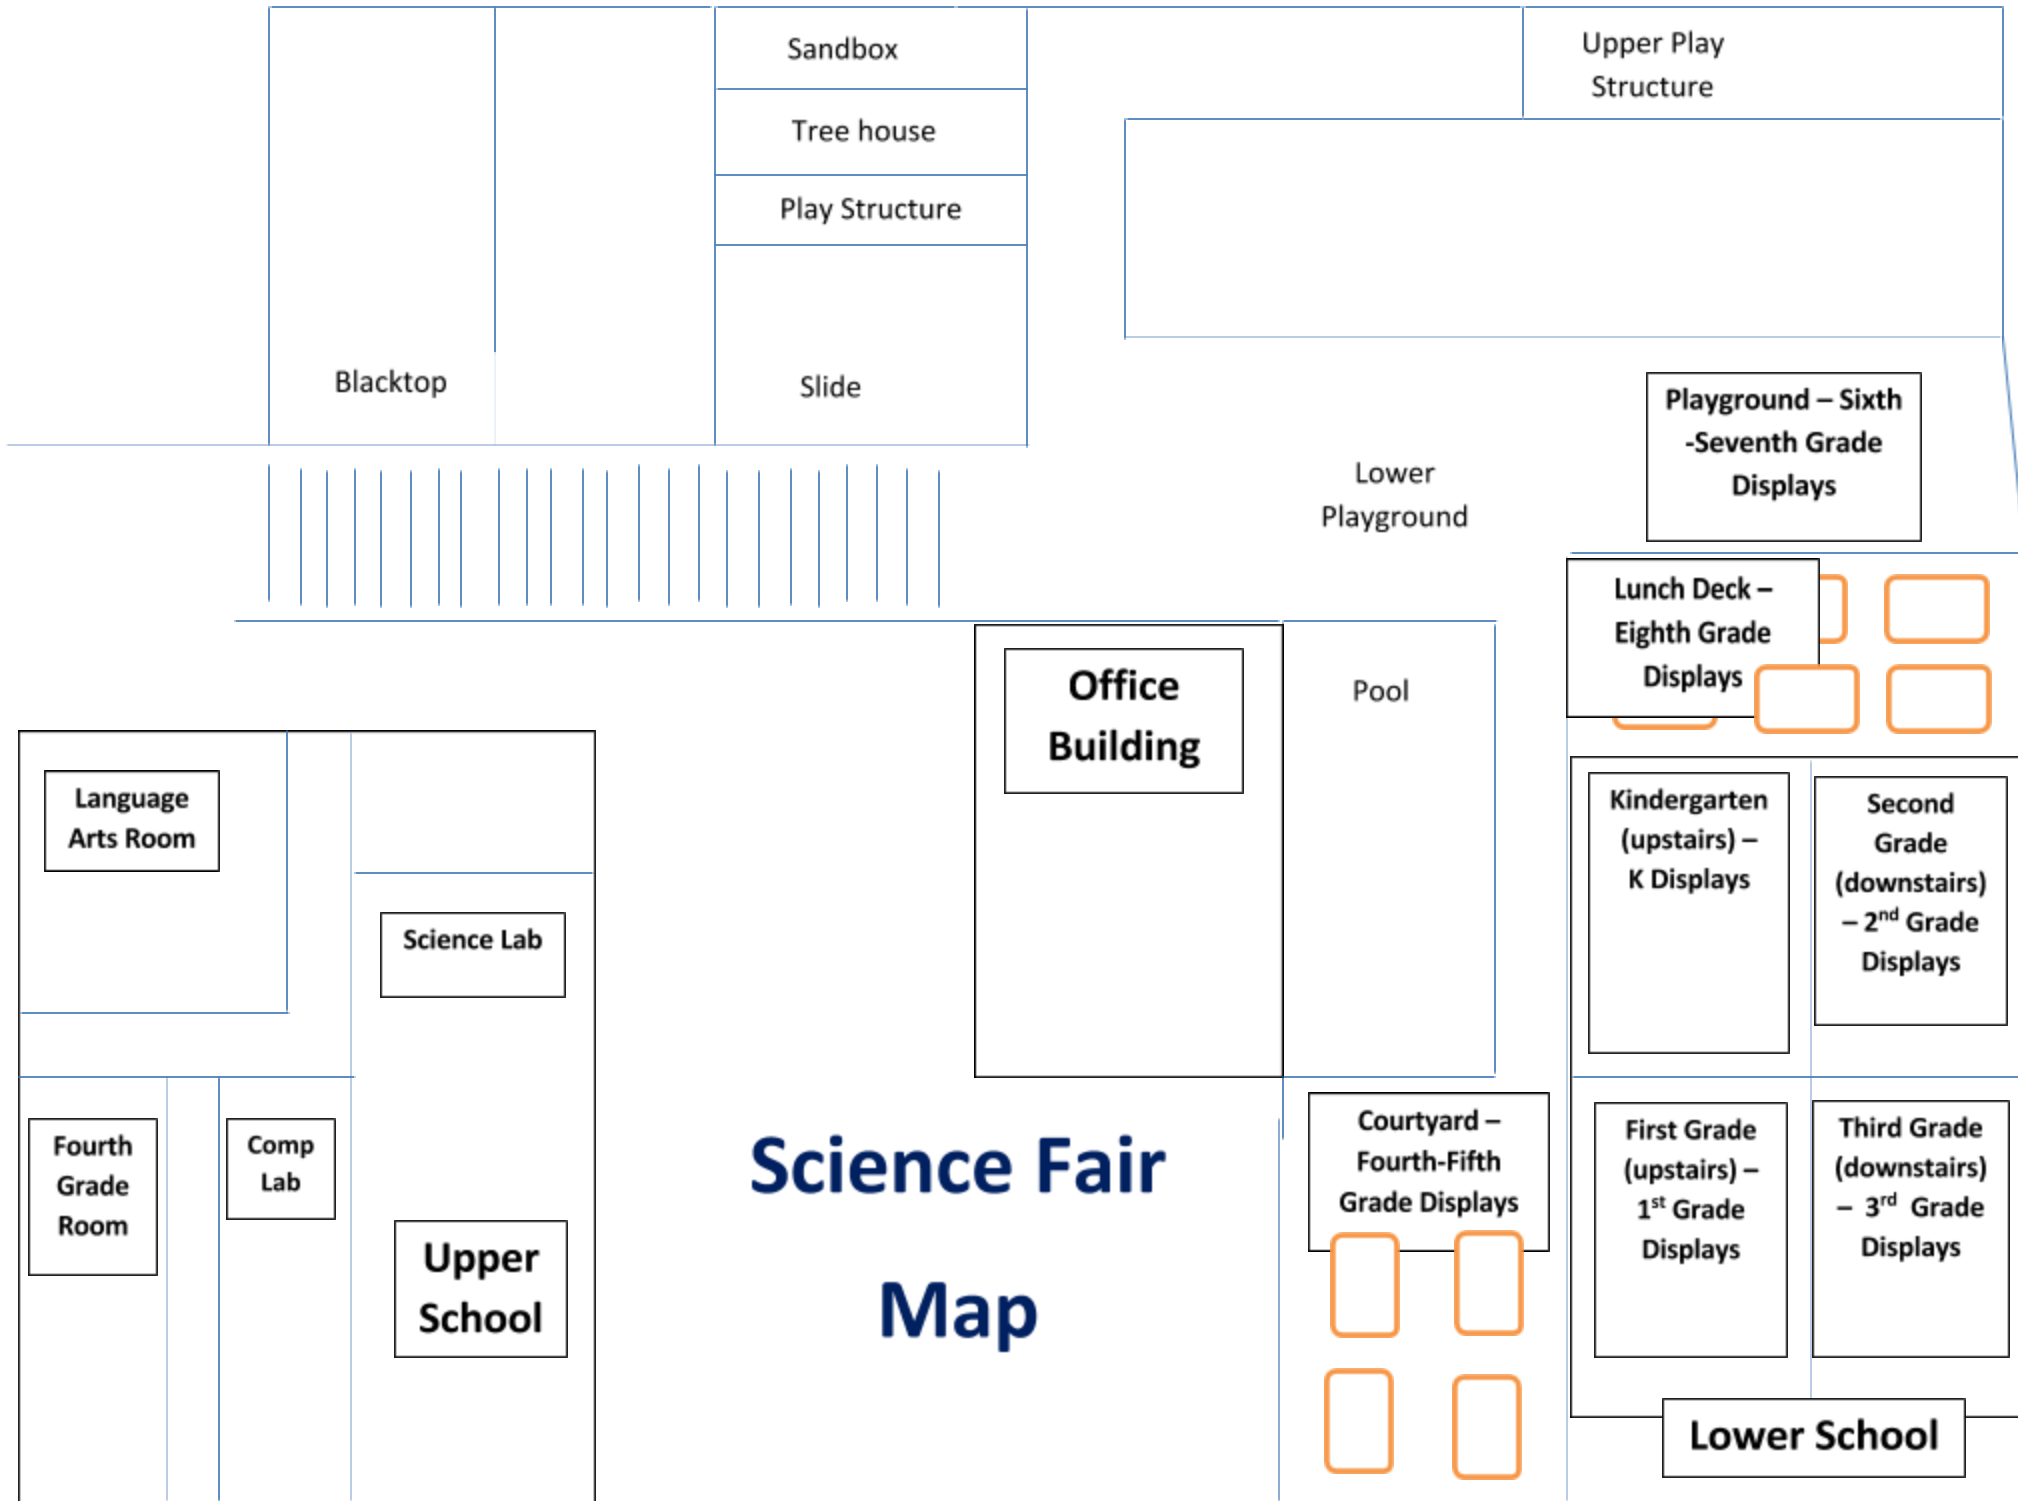 Sandbox
Tree house
Play Structure
Slide
Blacktop
Upper Play
Structure
Playground – Sixth
-Seventh Grade
Displays
Lower
Playground
Lunch Deck –
Eighth Grade
Displays
Office
Building
Pool
Language
Arts Room
Science Lab
Fourth
Grade
Room
Comp
Lab
Upper
School
Science Fair
Map
Courtyard –
Fourth-Fifth
Grade Displays
Kindergarten
(upstairs) –
K Displays
Second
Grade
(downstairs)
– 2nd Grade
Displays
First Grade
(upstairs) –
1st Grade
Displays
Third Grade
(downstairs)
– 3rd Grade
Displays
Lower School